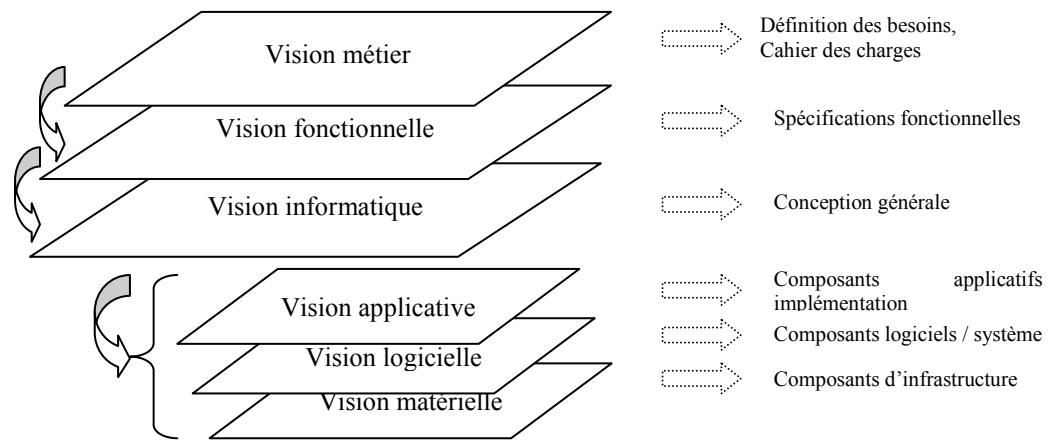 Vision métier
Définition des besoins,
Cahier des charges
Vision fonctionnelle
Spécifications fonctionnelles
Vision informatique
Conception générale
Vision applicative
Composants applicatifs
implémentation
Vision logicielle
Composants logiciels / système
Vision matérielle
Composants d’infrastructure